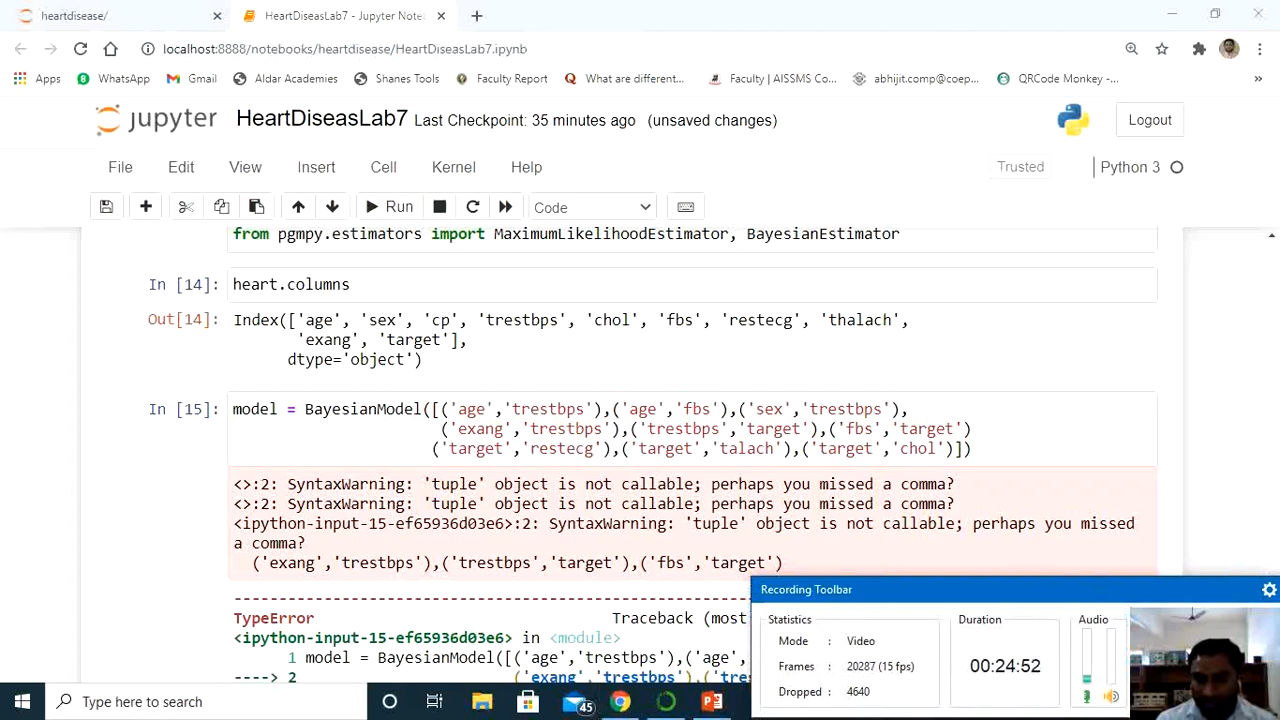 heartdisease/
HeartDiseasLab7 - Jupyter Note
localhost:8888/notebooks/heartdisease/HeartDiseasLab7.ipynb
Apps WhatsApp Gmail Aldar Academies Shanes Tools Faculty Report What are different... Faculty | AISSMS Co... abhijit.comp@coep... QRCode Monkey -... »
jupyter HeartDiseasLab7 Last Checkpoint: 35 minutes ago (unsaved changes) Logout
File Edit View Insert Cell Kernel Help Trusted Python 3
Run Code
from pgmpy.estimators import MaximumLikelihoodEstimator, BayesianEstimator
In [14]: heart.columns
Out[14]: Index(['age', 'sex', 'cp', 'trestbps', 'chol', 'fbs', 'restecg', 'thalach',
'exang', 'target'],
dtype='object')
In [15]: model = BayesianModel([('age','trestbps'),('age','fbs'),('sex','trestbps'),
('exang','trestbps'),('trestbps','target'),('fbs','target')
('target','restecg'),('target','talach'),('target','chol')])
<>:2: SyntaxWarning: 'tuple' object is not callable; perhaps you missed a comma?
<>:2: SyntaxWarning: 'tuple' object is not callable; perhaps you missed a comma?
<ipython-input-15-ef65936d03e6>:2: SyntaxWarning: 'tuple' object is not callable; perhaps you missed
a comma?
('exang','trestbps'),('trestbps','target'),('fbs','target')
TypeError Traceback (most
<ipython-input-15-ef65936d03e6> in <module>
1 model = BayesianModel([('age','trestbps'),('age',
----> 2 ('exang','trestbps'),('tres
Recording Toolbar
Statistics
Mode : Video
Frames : 20287 (15 fps)
Dropped : 4640
Duration
00:24:52
Audio
Type here to search
45